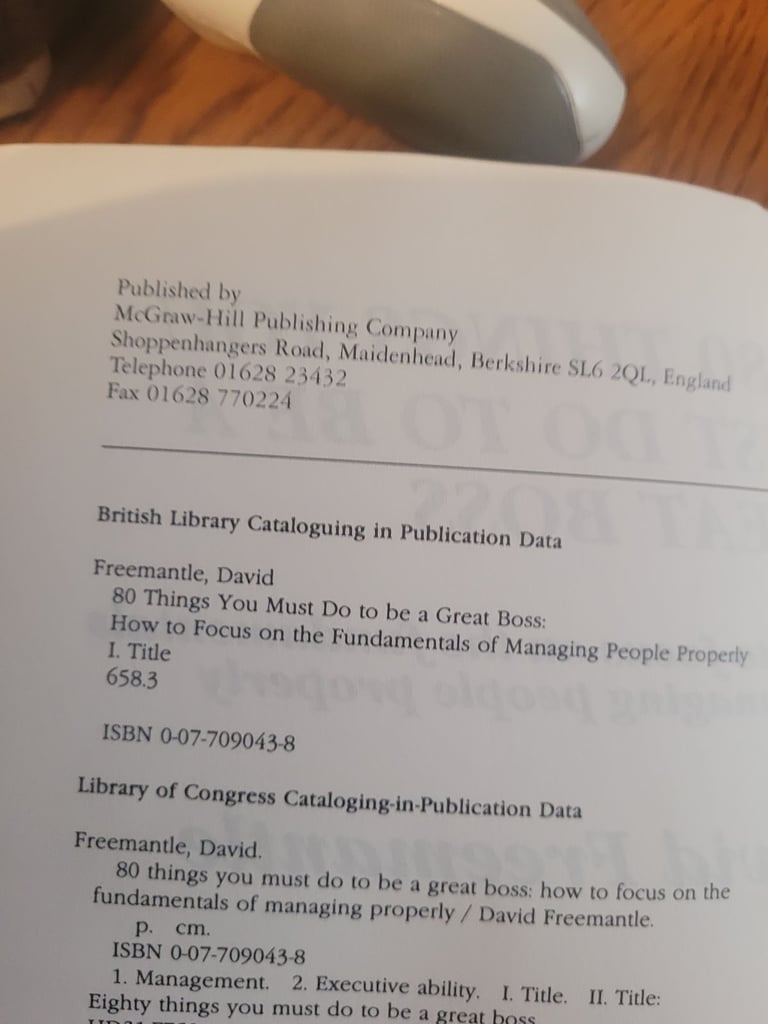 Published by
McGraw-Hill Publishing Company
Shoppenhangers Road, Maidenhead, Berkshire SL6 2QL, England
Telephone 01628 23432
Fax 01628 770224
British Library Cataloguing in Publication Data
Freemantle, David
80 Things You Must Do to be a Great Boss:
How to Focus on the Fundamentals of Managing People Properly
I. Title
658.3
ISBN 0-07-709043-8
Library of Congress Cataloging-in-Publication Data
Freemantle, David.
80 things you must do to be a great boss: how to focus on the
fundamentals of managing properly / David Freemantle.
p. cm.
ISBN 0-07-709043-8
1. Management. 2. Executive ability. I. Title. II. Title:
Eighty things you must do to be a great boss